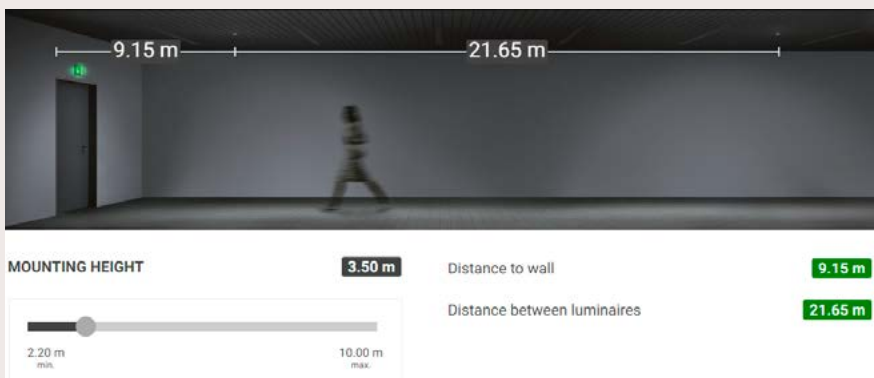 9.15 m
21.65 m
MOUNTING HEIGHT
3.50 m
2.20 m
min.
10.00 m
max.
Distance to wall
9.15 m
Distance between luminaires
21.65 m